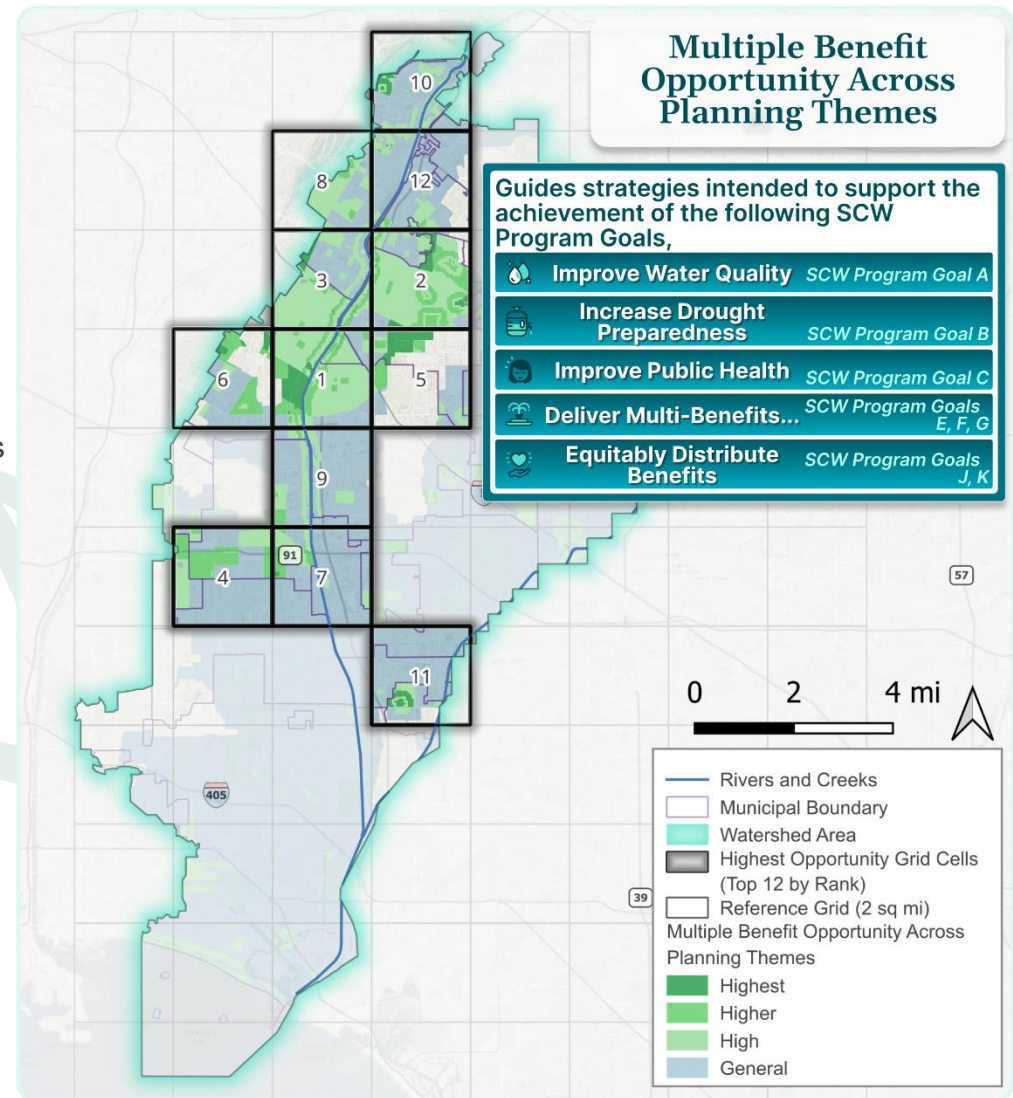 Multiple Benefit
Opportunity Across
Planning Themes
Guides strategies intended to support the
achievement of the following SCW
Program Goals,
Improve Water Quality SCW Program Goal A
Increase Drought
Preparedness SCW Program Goal B
Improve Public Health SCW Program Goal C
Deliver Multi-Benefits... SCW Program Goals
E, F, G
Equitably Distribute
Benefits SCW Program Goals
J, K
10
8
12
3
2
6
1
5
s
9
91
4
7
57
11
405
39
0 2 4 mi
Rivers and Creeks
Municipal Boundary
Watershed Area
Highest Opportunity Grid Cells
(Top 12 by Rank)
Reference Grid (2 sq mi)
Multiple Benefit Opportunity Across
Planning Themes
Highest
Higher
High
General